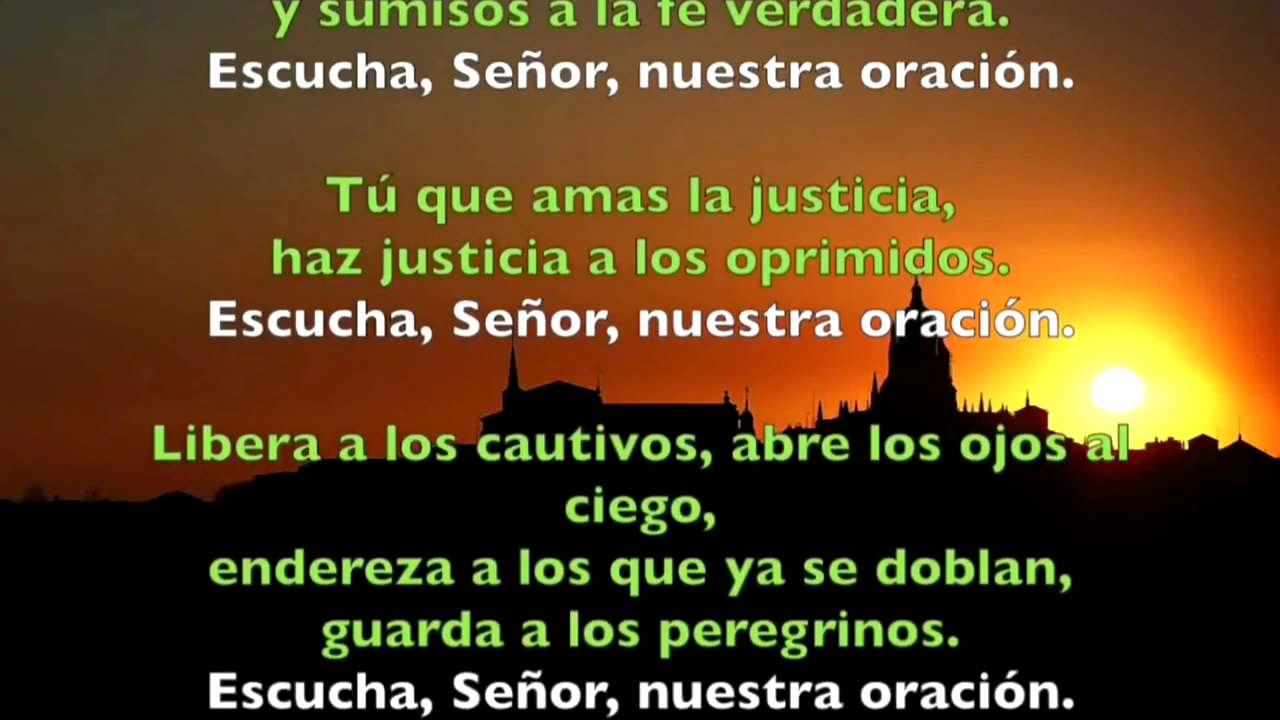 y sumisos a la fe verdadera.
Escucha, Señor, nuestra oración.
Tú que amas la justicia,
haz justicia a los oprimidos.
Escucha, Señor, nuestra oración.
Libera a los cautivos, abre los ojos al
ciego,
endereza a los que ya se doblan,
guarda a los peregrinos.
Escucha, Señor, nuestra oración.